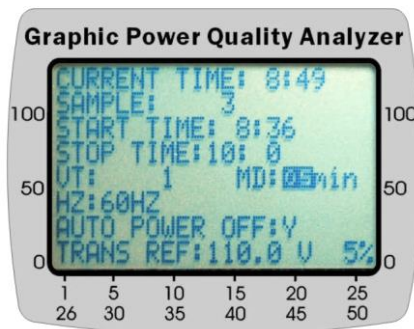 Graphic Power Quality Analyzer
CURRENT TIME: 8:49
SAMPLE: 3
START TIME: 8:36
STOP TIME:10: 0
VT: 1 MD:05min
HZ:60HZ
AUTO POWER OFF:Y
TRANS REF:110.0 V 5%
100 100
50 50
0 0
1 5 10 15 20 25
26 30 35 40 45 50